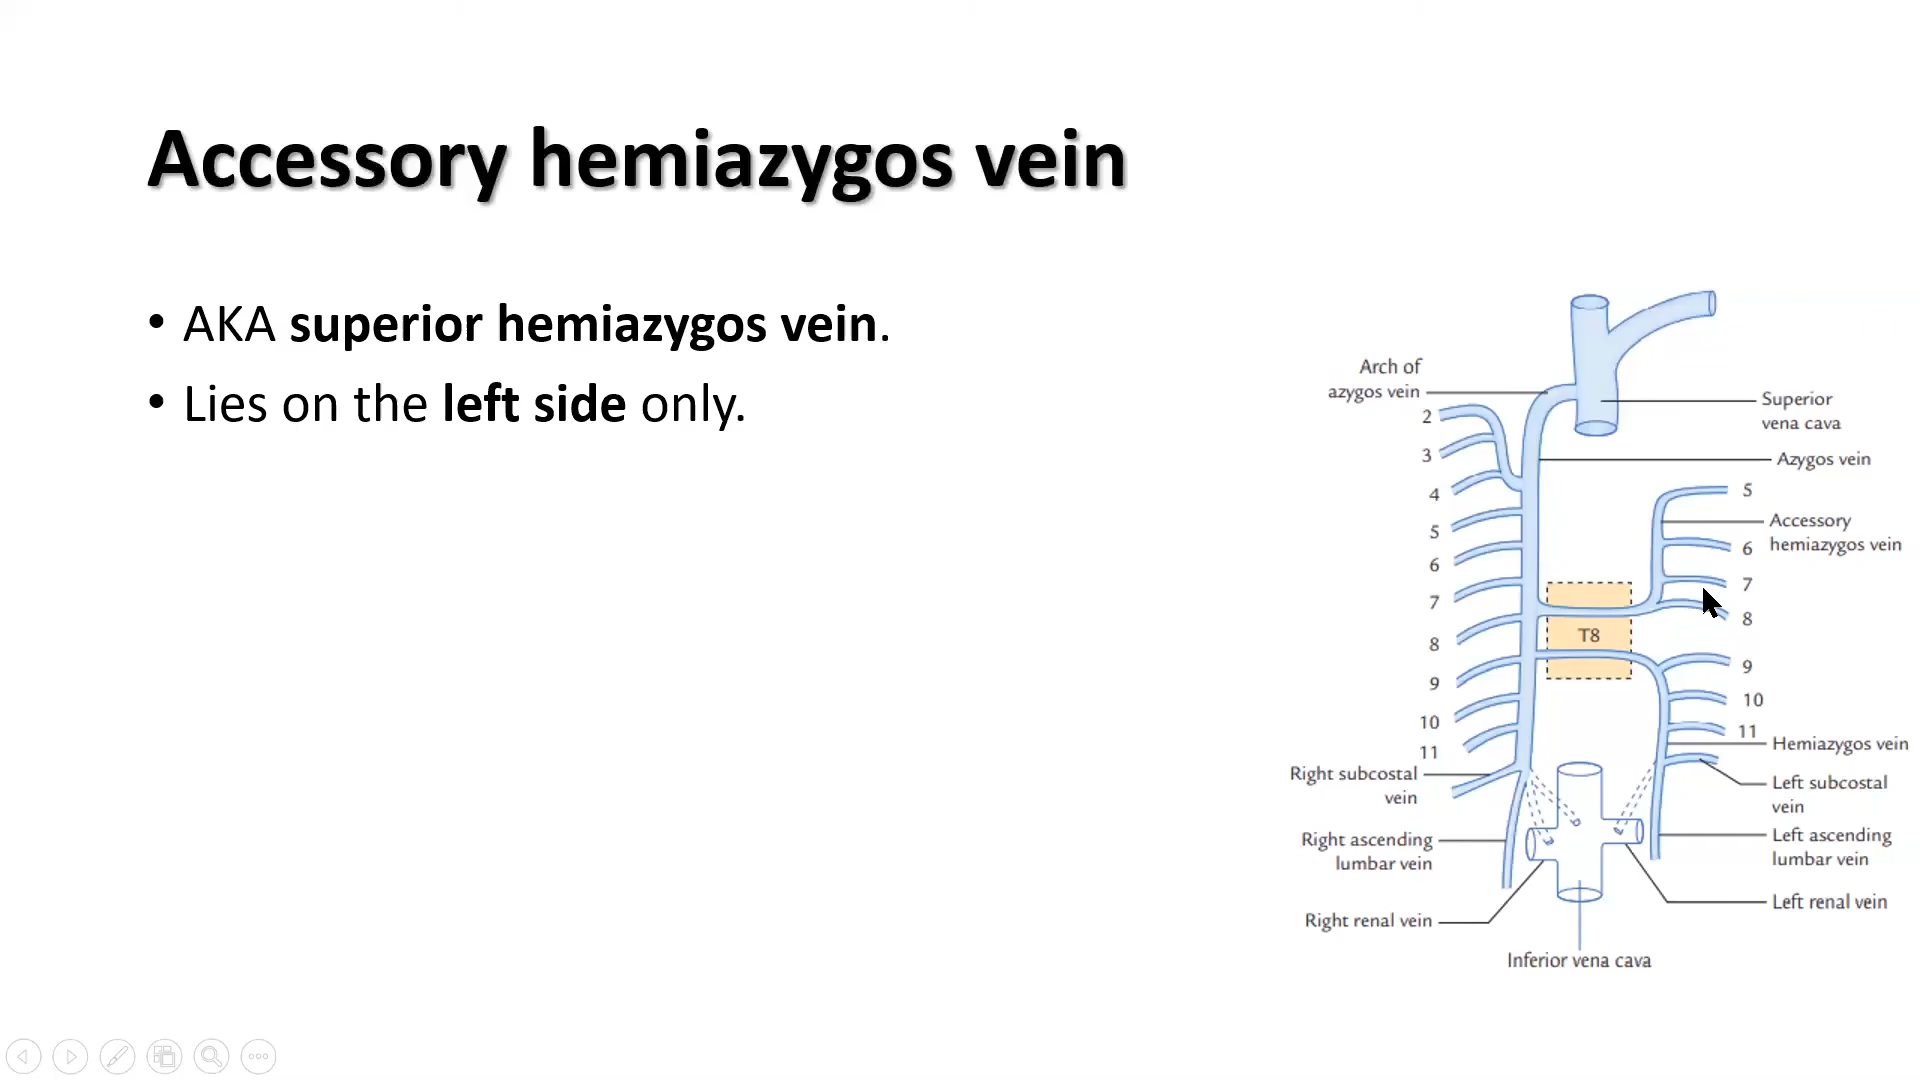 Accessory hemiazygos vein
• AKA superior hemiazygos vein.
• Lies on the left side only.
Arch of
azygos vein
2
3
4
5
6
7
8
9
10
11
Right subcostal
vein
Right ascending
lumbar vein
Right renal vein
Inferior vena cava
T8
Superior
vena cava
Azygos vein
5
Accessory
hemiazygos vein
6
7
8
9
10
11
Hemiazygos vein
Left subcostal
vein
Left ascending
lumbar vein
Left renal vein